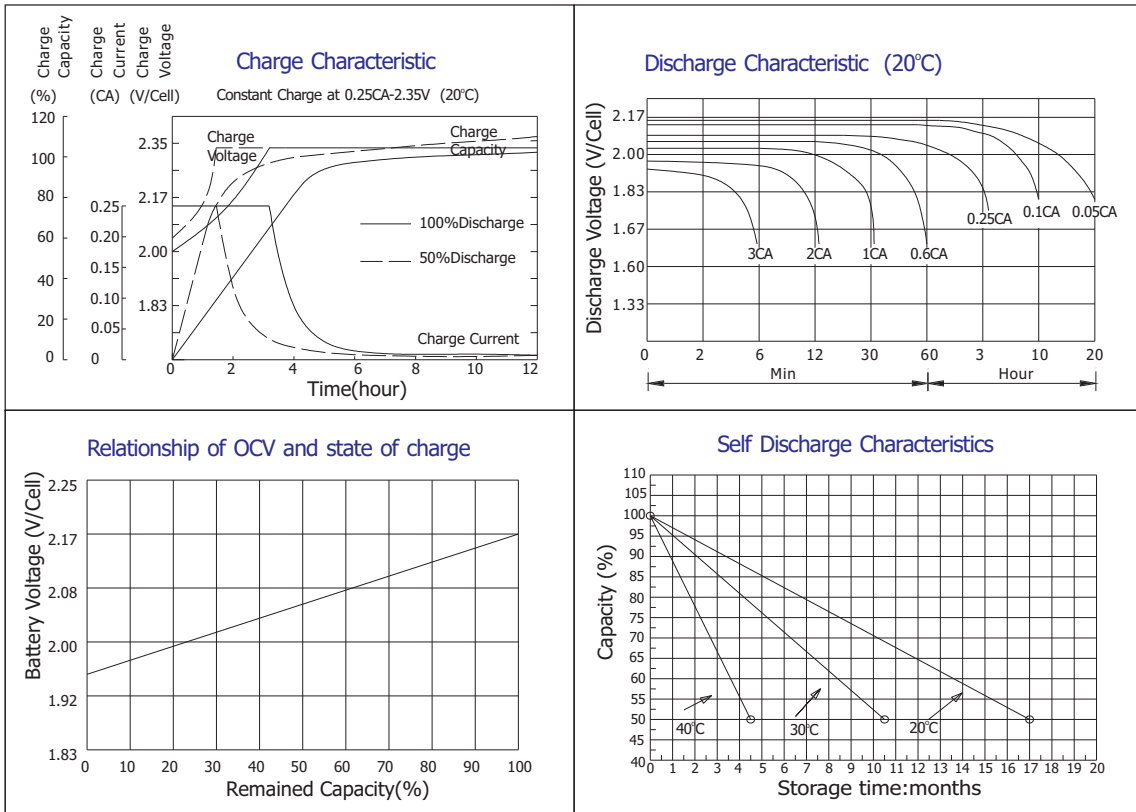 Charge Capacity
Charge Current
Charge Voltage
(%) (CA) (V/Cell)
Charge Characteristic
Constant Charge at 0.25CA-2.35V (20°C)
120
100
80
60
40
20
0
0.25
0.20
0.15
0.10
0.05
0
2.35
2.17
2.00
1.83
Charge Voltage
Charge Capacity
100%Discharge
50%Discharge
Charge Current
0 2 4 6 8 10 12
Time(hour)
Discharge Characteristic (20°C)
Discharge Voltage (V/Cell)
2.17
2.00
1.83
1.67
1.60
1.33
3CA 2CA 1CA 0.6CA 0.25CA 0.1CA 0.05CA
0 2 6 12 30 60 3 10 20
Min Hour
Relationship of OCV and state of charge
Battery Voltage (V/Cell)
2.25
2.17
2.08
2.00
1.92
1.83
0 10 20 30 40 50 60 70 80 90 100
Remained Capacity(%)
Self Discharge Characteristics
Capacity (%)
110
105
100
95
90
85
80
75
70
65
60
55
50
45
40
40°C 30°C 20°C
0 1 2 3 4 5 6 7 8 9 10 11 12 13 14 15 16 17 18 19 20
Storage time:months